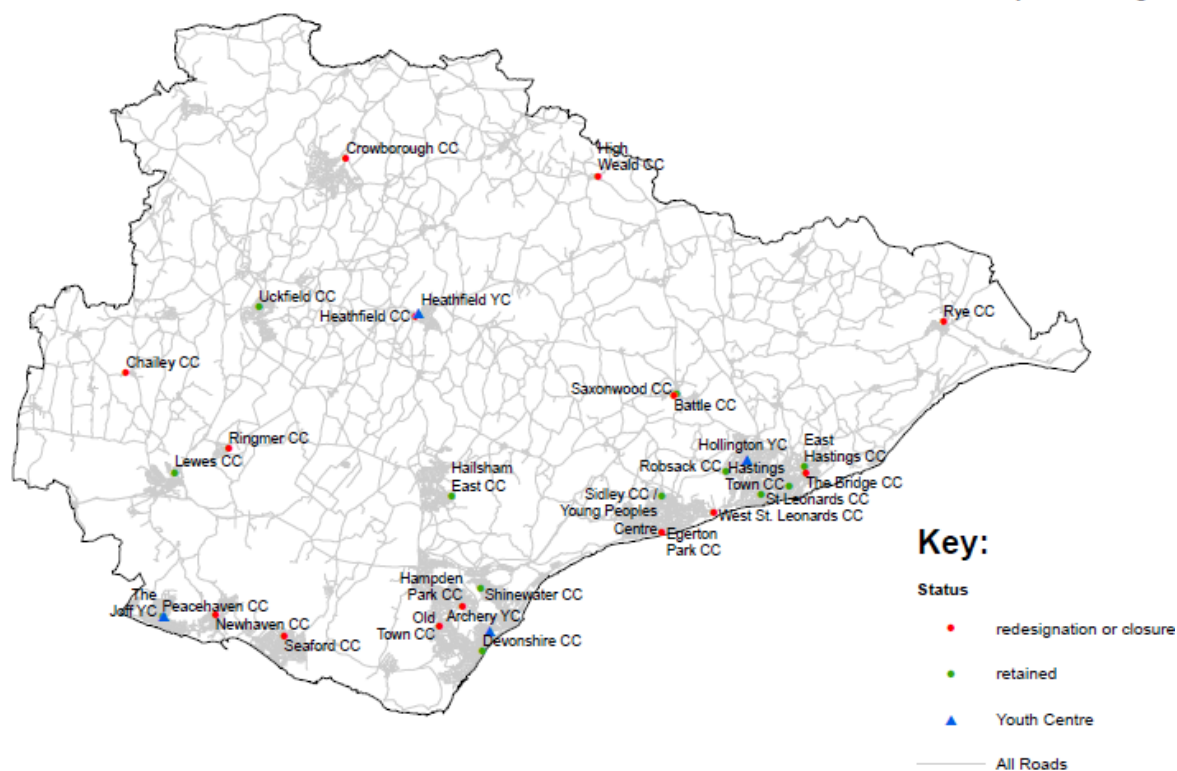 Crowborough CC
High
Weald CC
Uckfield CC
Heathfield YC
Heathfield CC
Rye CC
Chailey CC
Saxonwood CC
Battle CC
Ringmer CC
Lewes CC
Hollington YC
East
Hastings CC
Robsack CC
Hastings
Town CC
The Bridge CC
Hailsham
East CC
St Leonards CC
Sidley CC /
Young Peoples
Centre
West St. Leonards CC
Egerton
Park CC
Hampden
Park CC
Shinewater CC
The
Joff YC
Peacehaven CC
Newhaven CC
Seaford CC
Archery YC
Old
Town CC
Devonshire CC
Key:
Status
redesignation or closure
retained
Youth Centre
All Roads